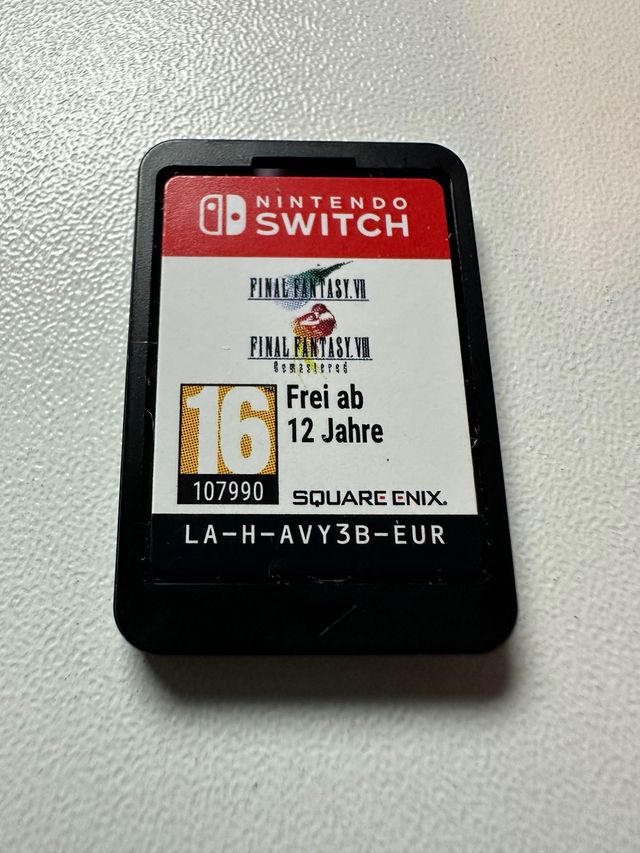 NINTENDO
SWITCH
FINAL FANTASY. VII
FINAL FANTASY. VIII
Remastered
16
107990
Frei ab
12 Jahre
SQUARE ENIX.
LA-H-AVY3B-EUR